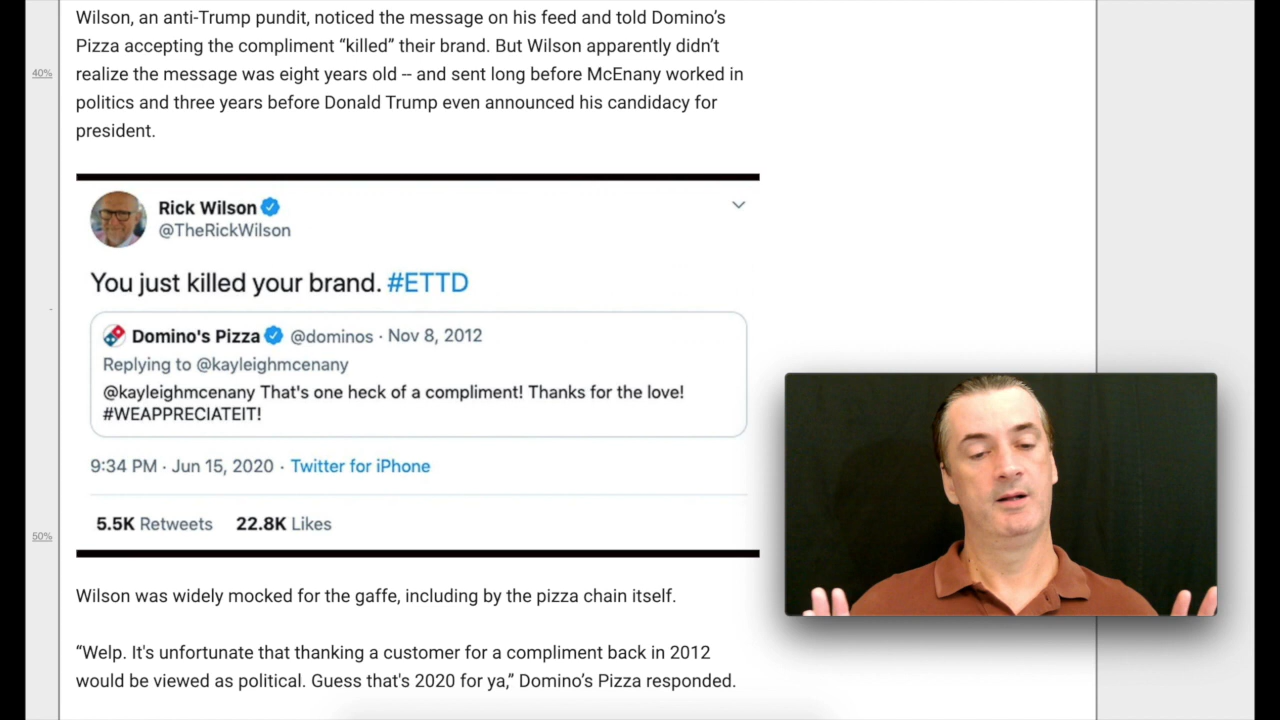 Wilson, an anti-Trump pundit, noticed the message on his feed and told Domino’s
Pizza accepting the compliment “killed” their brand. But Wilson apparently didn’t
realize the message was eight years old -- and sent long before McEnany worked in
40%
politics and three years before Donald Trump even announced his candidacy for
president.
Rick Wilson
@TheRickWilson
You just killed your brand. #ETTD
Domino's Pizza @dominos · Nov 8, 2012
Replying to @kayleighmcenany
@kayleighmcenany That's one heck of a compliment! Thanks for the love!
#WEAPPRECIATEIT!
9:34 PM · Jun 15, 2020 · Twitter for iPhone
5.5K Retweets 22.8K Likes
50%
Wilson was widely mocked for the gaffe, including by the pizza chain itself.
“Welp. It's unfortunate that thanking a customer for a compliment back in 2012
would be viewed as political. Guess that's 2020 for ya,” Domino’s Pizza responded.